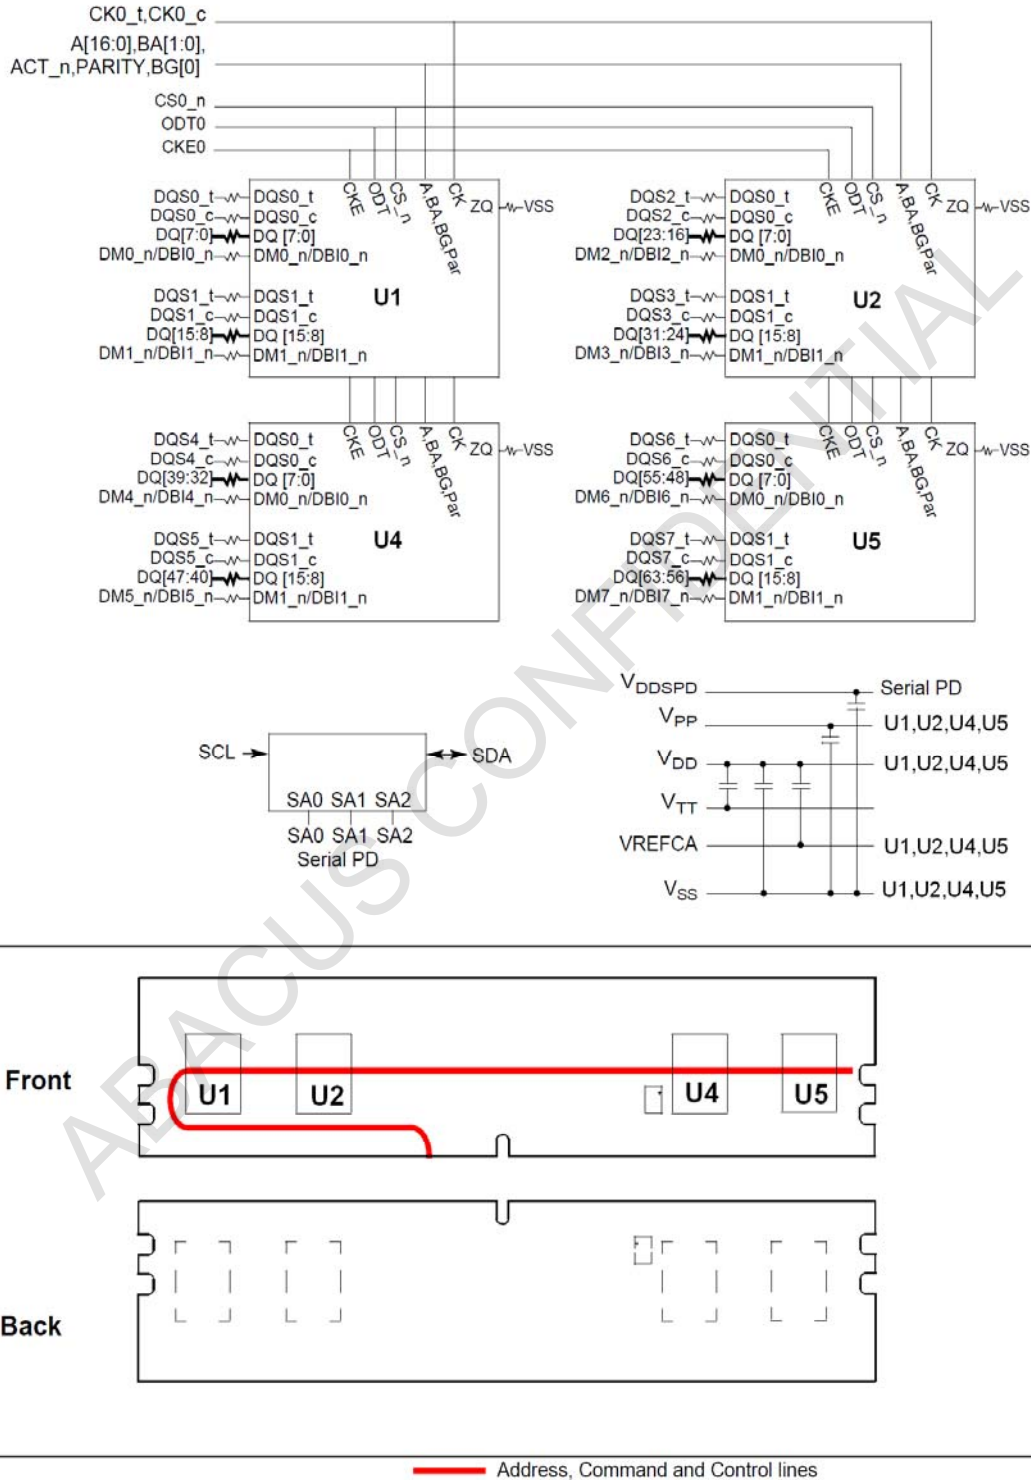 CK0_t,CK0_c
A[16:0],BA[1:0],
ACT_n,PARITY,BG[0]
CS0_n
ODT0
CKE0
DQS0_t DQS0_t CKE ODT CS_n A,BA,BG,Par CK ZQ VSS
DQS0_c DQS0_c
DQ[7:0] DQ [7:0]
DM0_n/DBI0_n DM0_n/DBI0_n
U1
DQS1_t DQS1_t
DQS1_c DQS1_c
DQ[15:8] DQ [15:8]
DM1_n/DBI1_n DM1_n/DBI1_n
DQS2_t DQS0_t CKE ODT CS_n A,BA,BG,Par CK ZQ VSS
DQS2_c DQS0_c
DQ[23:16] DQ [7:0]
DM2_n/DBI2_n DM0_n/DBI0_n
U2
DQS3_t DQS1_t
DQS3_c DQS1_c
DQ[31:24] DQ [15:8]
DM3_n/DBI3_n DM1_n/DBI1_n
DQS4_t DQS0_t CKE ODT CS_n A,BA,BG,Par CK ZQ VSS
DQS4_c DQS0_c
DQ[39:32] DQ [7:0]
DM4_n/DBI4_n DM0_n/DBI0_n
U4
DQS5_t DQS1_t
DQS5_c DQS1_c
DQ[47:40] DQ [15:8]
DM5_n/DBI5_n DM1_n/DBI1_n
DQS6_t DQS0_t CKE ODT CS_n A,BA,BG,Par CK ZQ VSS
DQS6_c DQS0_c
DQ[55:48] DQ [7:0]
DM6_n/DBI6_n DM0_n/DBI0_n
U5
DQS7_t DQS1_t
DQS7_c DQS1_c
DQ[63:56] DQ [15:8]
DM7_n/DBI7_n DM1_n/DBI1_n
SCL SDA
SA0 SA1 SA2
SA0 SA1 SA2
Serial PD
VDDSPD Serial PD
VPP U1,U2,U4,U5
VDD U1,U2,U4,U5
VTT
VREFCA U1,U2,U4,U5
VSS U1,U2,U4,U5
ABACUS CONFIDENTIAL
Front
U1 U2 U4 U5
Back
Address, Command and Control lines